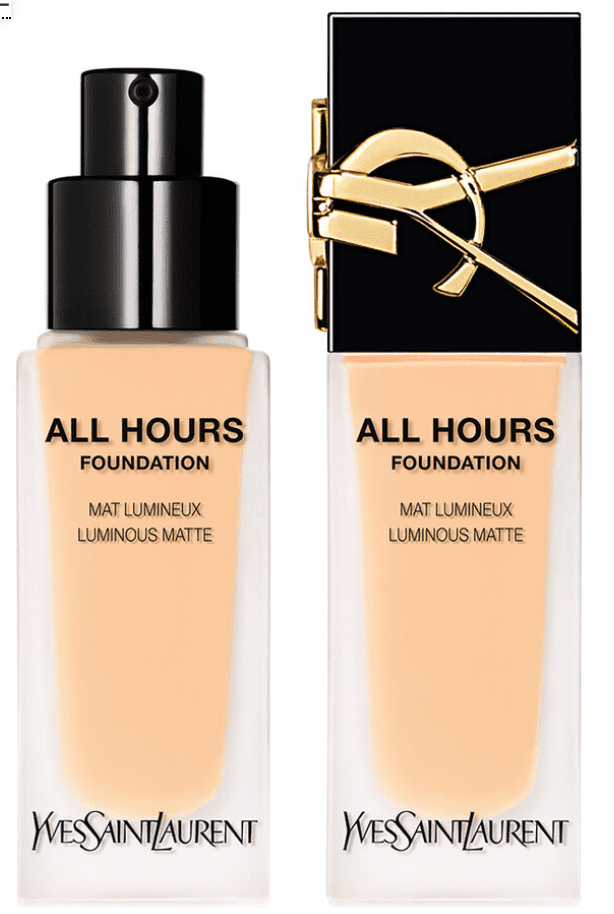 ALL HOURS
FOUNDATION
MAT LUMINEUX
LUMINOUS MATTE
YVESSAINTLAURENT
ALL HOURS
FOUNDATION
MAT LUMINEUX
LUMINOUS MATTE
YVESSAINTLAURENT